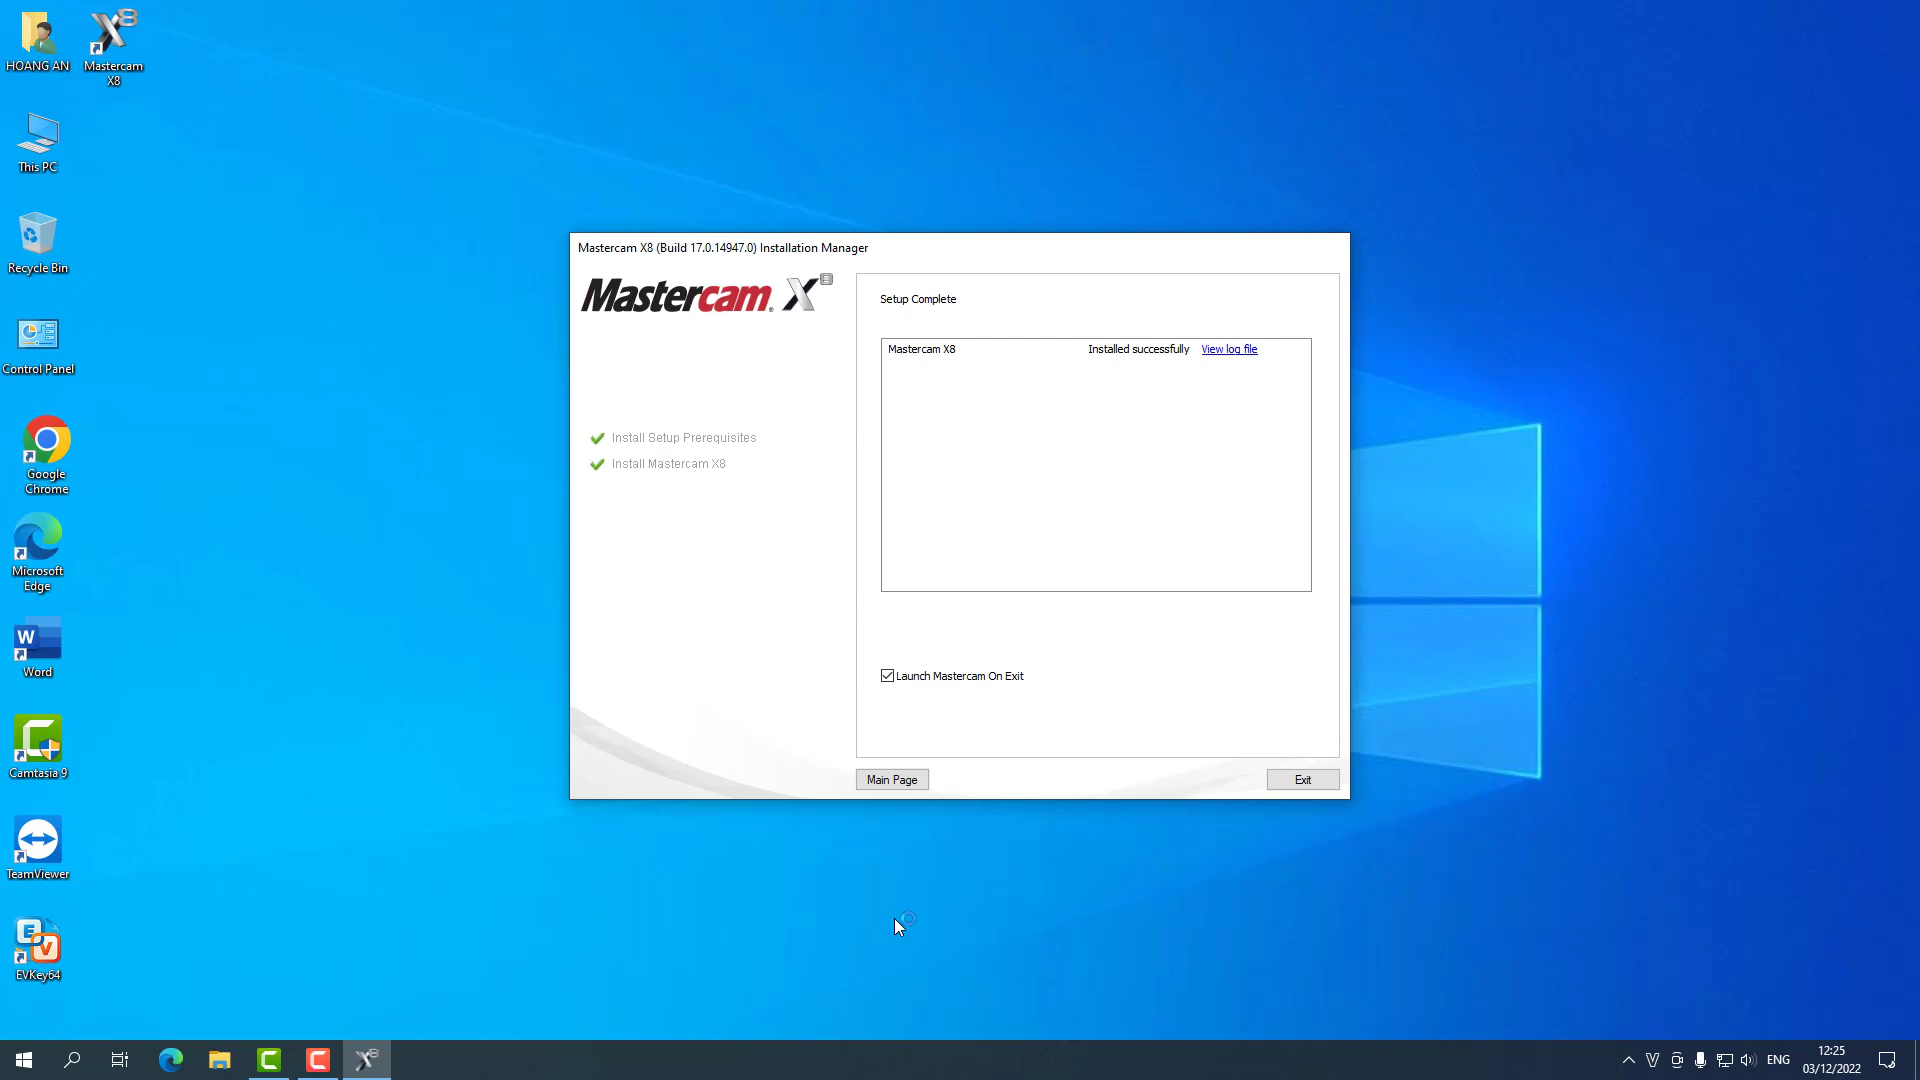 HOANG AN
Mastercam
X8
This PC
Recycle Bin
Control Panel
Google
Chrome
Microsoft
Edge
Word
Camtasia 9
TeamViewer
EVKey64
Mastercam X8 (Build 17.0.14947.0) Installation Manager
Mastercam X8
Setup Complete
Mastercam X8 Installed successfully View log file
Install Setup Prerequisites
Install Mastercam X8
Launch Mastercam On Exit
Main Page
Exit
ENG
12:25
03/12/2022